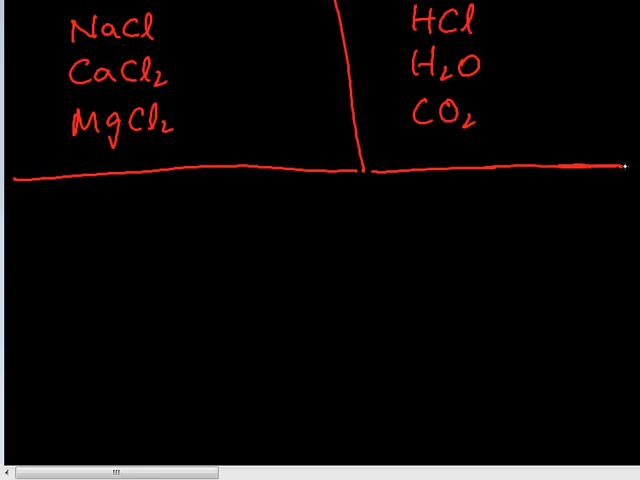 NaCl
CaCl₂
MgCl₂
HCl
H₂O
CO₂